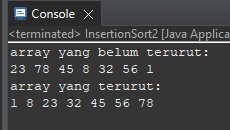 Console
<terminated> InsertionSort2 [Java Applica
array yang belum terurut:
23 78 45 8 32 56 1
array yang terurut:
1 8 23 32 45 56 78